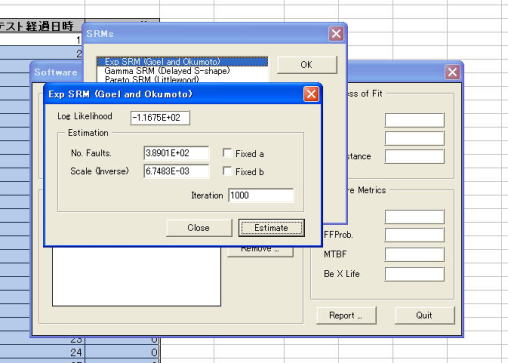 テスト経過日時
1
2
SRMs
Exp SRM (Goel and Okumoto)
Gamma SRM (Delayed S-shape)
Pareto SRM (Littlewood)
OK
Software
ss of Fit
Exp SRM (Goel and Okumoto)
Log Likelihood -1.1675E+02
Estimation
No. Faults. 3.8901E+02 Fixed a
Scale (Inverse) 6.7483E-03 Fixed b
Iteration 1000
Close Estimate
stance
re Metrics
FFProb.
Remove ..
MTBF
Be X Life
Report .. Quit
23 0
24 0